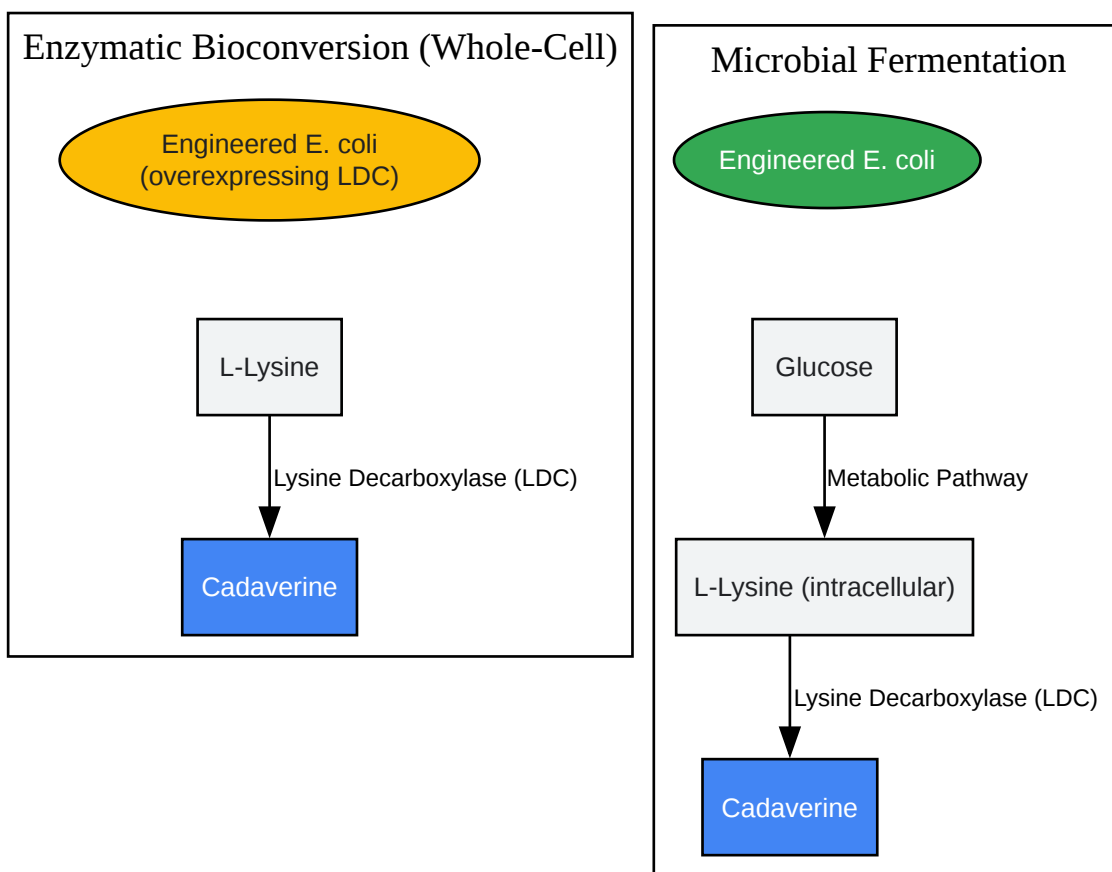 Enzymatic Bioconversion (Whole-Cell)
Engineered E. coli
(overexpressing LDC)
L-Lysine
Lysine Decarboxylase (LDC)
Cadaverine
Microbial Fermentation
Engineered E. coli
Glucose
Metabolic Pathway
L-Lysine (intracellular)
Lysine Decarboxylase (LDC)
Cadaverine